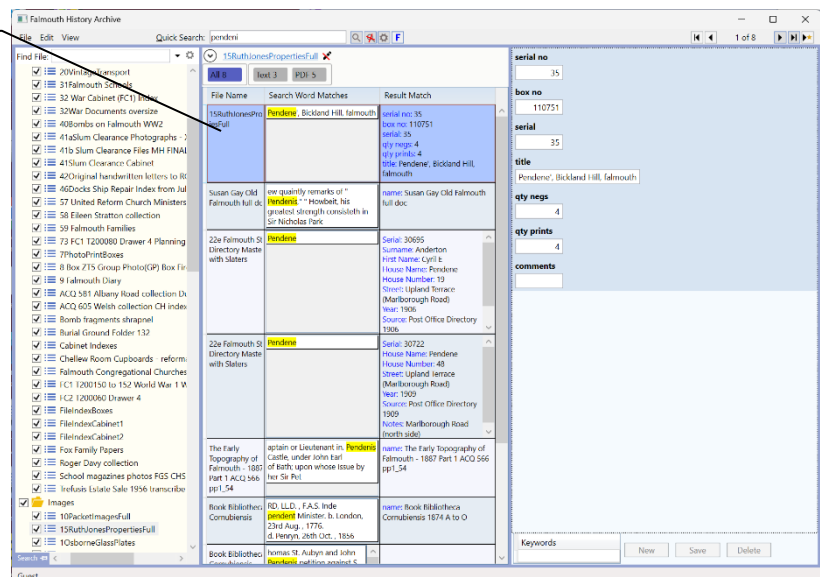 Falmouth History Archive
File Edit View Quick Search: pendeni F 1 of 8
Find File:
20VintageTransport
31Falmouth Schools
32 War Cabinet (FC1) Index
32War Documents oversize
40Bombs on Falmouth WW2
41aSlum Clearance Photographs -
41b Slum Clearance Files MH FINAL
41Slum Clearance Cabinet
42Original handwritten letters to RC
46Docks Ship Repair Index from Jul
57 United Reform Church Ministers
58 Eileen Stratton collection
59 Falmouth Families
73 FC1 T200080 Drawer 4 Planning
7PhotoPrintBoxes
8 Box ZT5 Group Photo(GP) Box Fir
9 Falmouth Diary
ACQ 581 Albany Road collection Du
ACQ 605 Welsh collection CH index
Bomb fragments shrapnel
Burial Ground Folder 132
Cabinet Indexes
Chellew Room Cupboards - reform
Falmouth Congregational Churches
FC1 T200150 to 152 World War 1 W
FC2 T200060 Drawer 4
FileIndexBoxes
FileIndexCabinet1
FileIndexCabinet2
Fox Family Papers
Roger Davy collection
School magazines photos FGS CHS
Trefusis Estate Sale 1956 transcribe
Images
10PacketImagesFull
15RuthJonesPropertiesFull
1OsborneGlassPlates
Search
Guest
15RuthJonesPropertiesFull
All 8 Text 3 PDF 5
File Name Search Word Matches Result Match
15RuthJonesPro
iesFull
Pendene', Bickland Hill, falmouth
serial no: 35
box no: 110751
serial: 35
qty negs: 4
qty prints: 4
title: Pendene', Bickland Hill,
falmouth
Susan Gay Old
Falmouth full dc
ew quaintly remarks of "
Pendenis," " Howbeit, his
greatest strength consisteth in
Sir Nicholas Park
name: Susan Gay Old Falmouth
full doc
22e Falmouth St
Directory Maste
with Slaters
Pendene
Serial: 30695
Surname: Anderton
First Name: Cyril E
House Name: Pendene
House Number: 19
Street: Upland Terrace
(Marlborough Road)
Year: 1906
Source: Post Office Directory
1906
22e Falmouth St
Directory Maste
with Slaters
Pendene
Serial: 30722
House Name: Pendene
House Number: 48
Street: Upland Terrace
(Marlborough Road)
Year: 1909
Source: Post Office Directory
1909
Notes: Marlborough Road
(north side)
The Early
Topography of
Falmouth - 1887
Part 1 ACQ 566
pp1_54
aptain or Lieutenant in. Pendenis
Castle, under John Earl
of Bath; upon whose issue by
her Sir Pet
name: The Early Topography of
Falmouth - 1887 Part 1 ACQ 566
pp1_54
Book Bibliothec
Cornubiensis
RD, LL.D. , F.A.S. Inde
pendent Minister. b. London,
23rd Aug. , 1776.
d. Penryn, 26th Oct. , 1856
name: Book Bibliotheca
Cornubiensis 1874 A to O
Book Bibliothec
Cornubiensis
homas St. Aubyn and John
Pendenis petition against S
name: Book Bibliotheca
Cornubiensis 1874 A to O
serial no
35
box no
110751
serial
35
title
Pendene', Bickland Hill, falmouth
qty negs
4
qty prints
4
comments
Keywords
New Save Delete